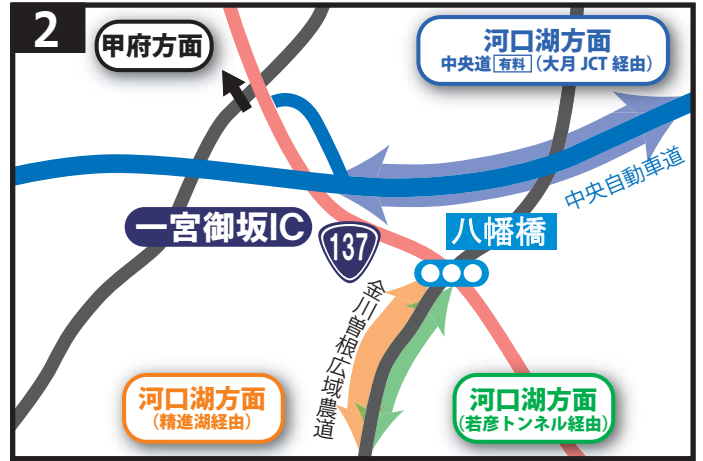 2
甲府方面
河口湖方面
中央道有料(大月JCT経由)
中央自動車道
一宮御坂IC
137
八幡橋
金川曽根広域農道
河口湖方面
(精進湖経由)
河口湖方面
(若彦トンネル経由)